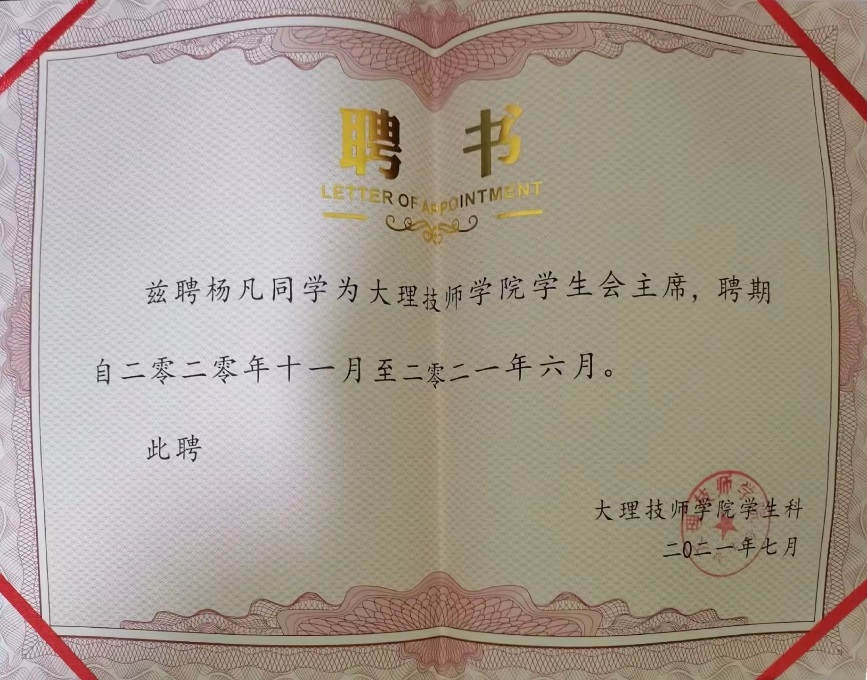 聘书
LETTER OF APPOINTMENT
兹聘杨凡同学为大理技师学院学生会主席，聘期
自二零二零年十一月至二零二一年六月。
此聘
大理技师学院学生科
二0二一年七月